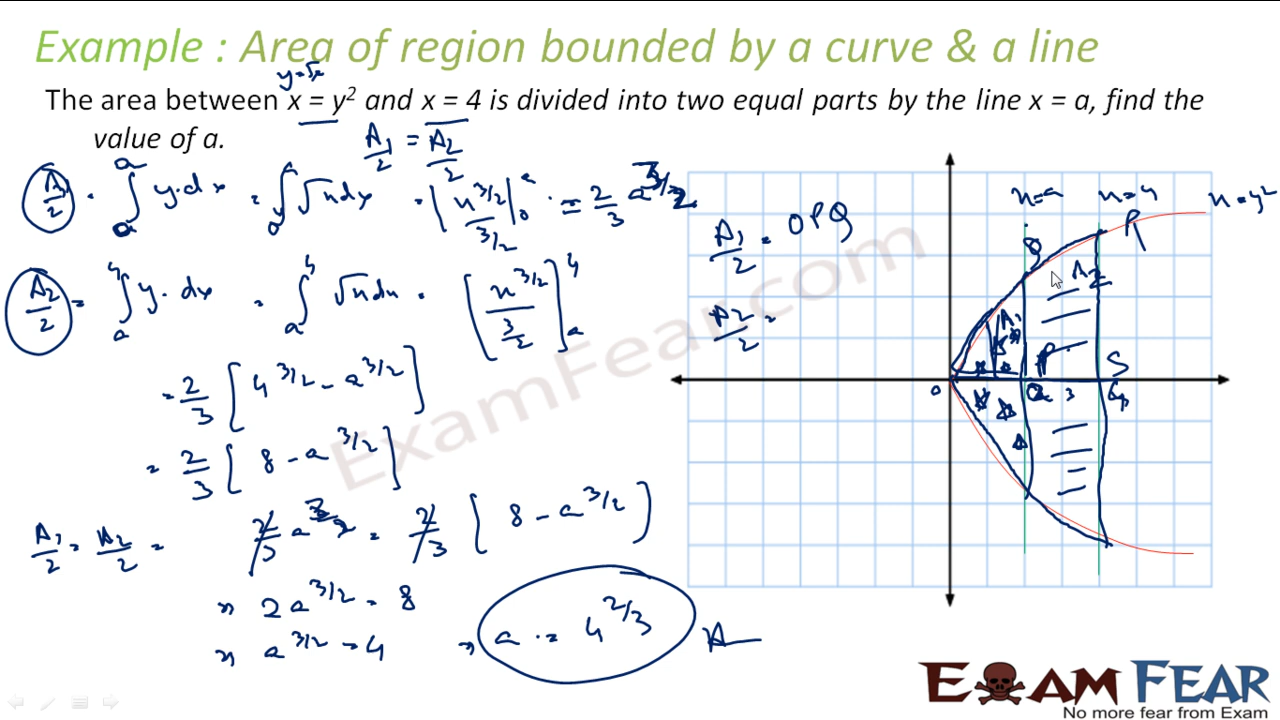 Example : Area of region bounded by a curve & a line
y=√x
The area between x = y² and x = 4 is divided into two equal parts by the line x = a, find the
value of a.
A₁/2 = A₂/2
A₁/2 = ∫ₐᵃ y·dx = ∫₀ᵃ √x dx = [x^3/2 / 3/2]₀ᵃ = 2/3 a^3/2
A₂/2 = ∫ₐ⁴ y·dx = ∫ₐ⁴ √x dx = [x^3/2 / 3/2]ₐ⁴
= 2/3 [4^3/2 − a^3/2]
= 2/3 [8 − a^3/2]
A₁/2 = A₂/2 = 2/3 a^3/2 = 2/3 [8 − a^3/2]
⇒ 2a^3/2 = 8
⇒ a^3/2 = 4 ⇒ a = 4^2/3
A₁/2 = OPQ
A₂/2 =
x=a
x=4
x=y²
Q
R
A₂
A₁
P
S
O
ExamFear.com
EXAM FEAR
No more fear from Exam